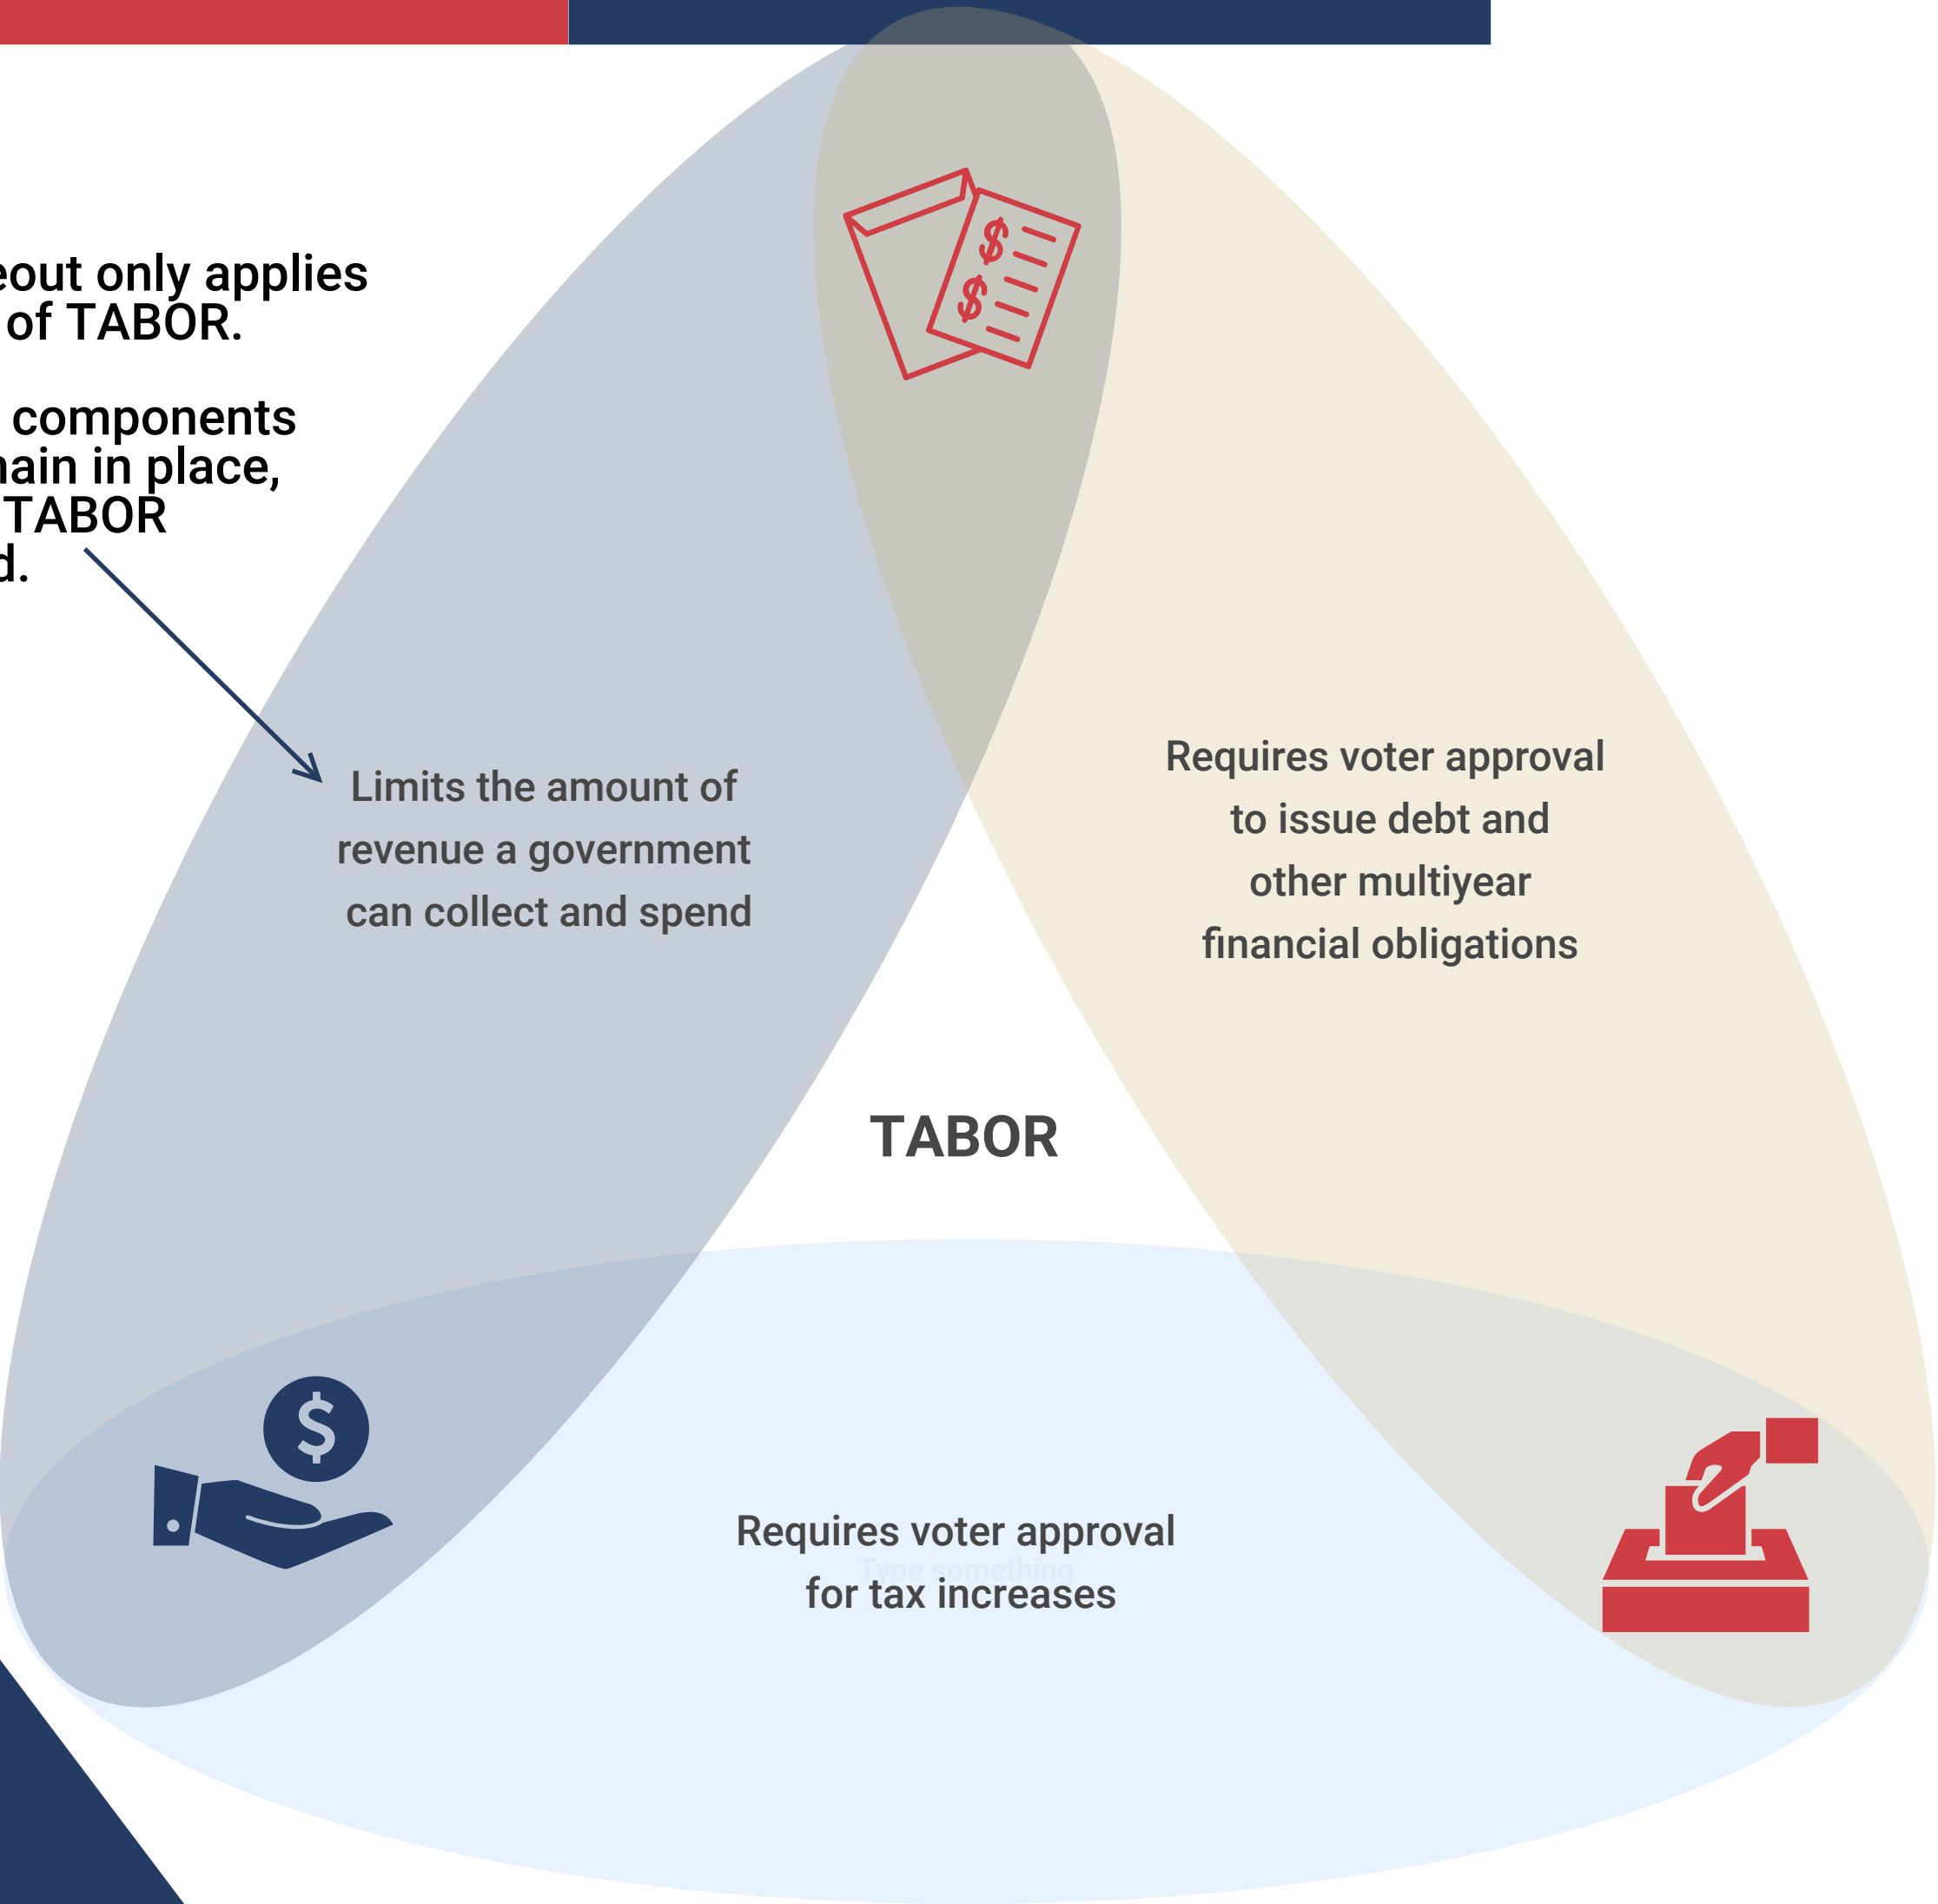 eout only applies
of TABOR.
components
ain in place,
TABOR
d.
Limits the amount of
revenue a government
can collect and spend
Requires voter approval
to issue debt and
other multiyear
financial obligations
TABOR
Requires voter approval
Type something
for tax increases
$
$
$